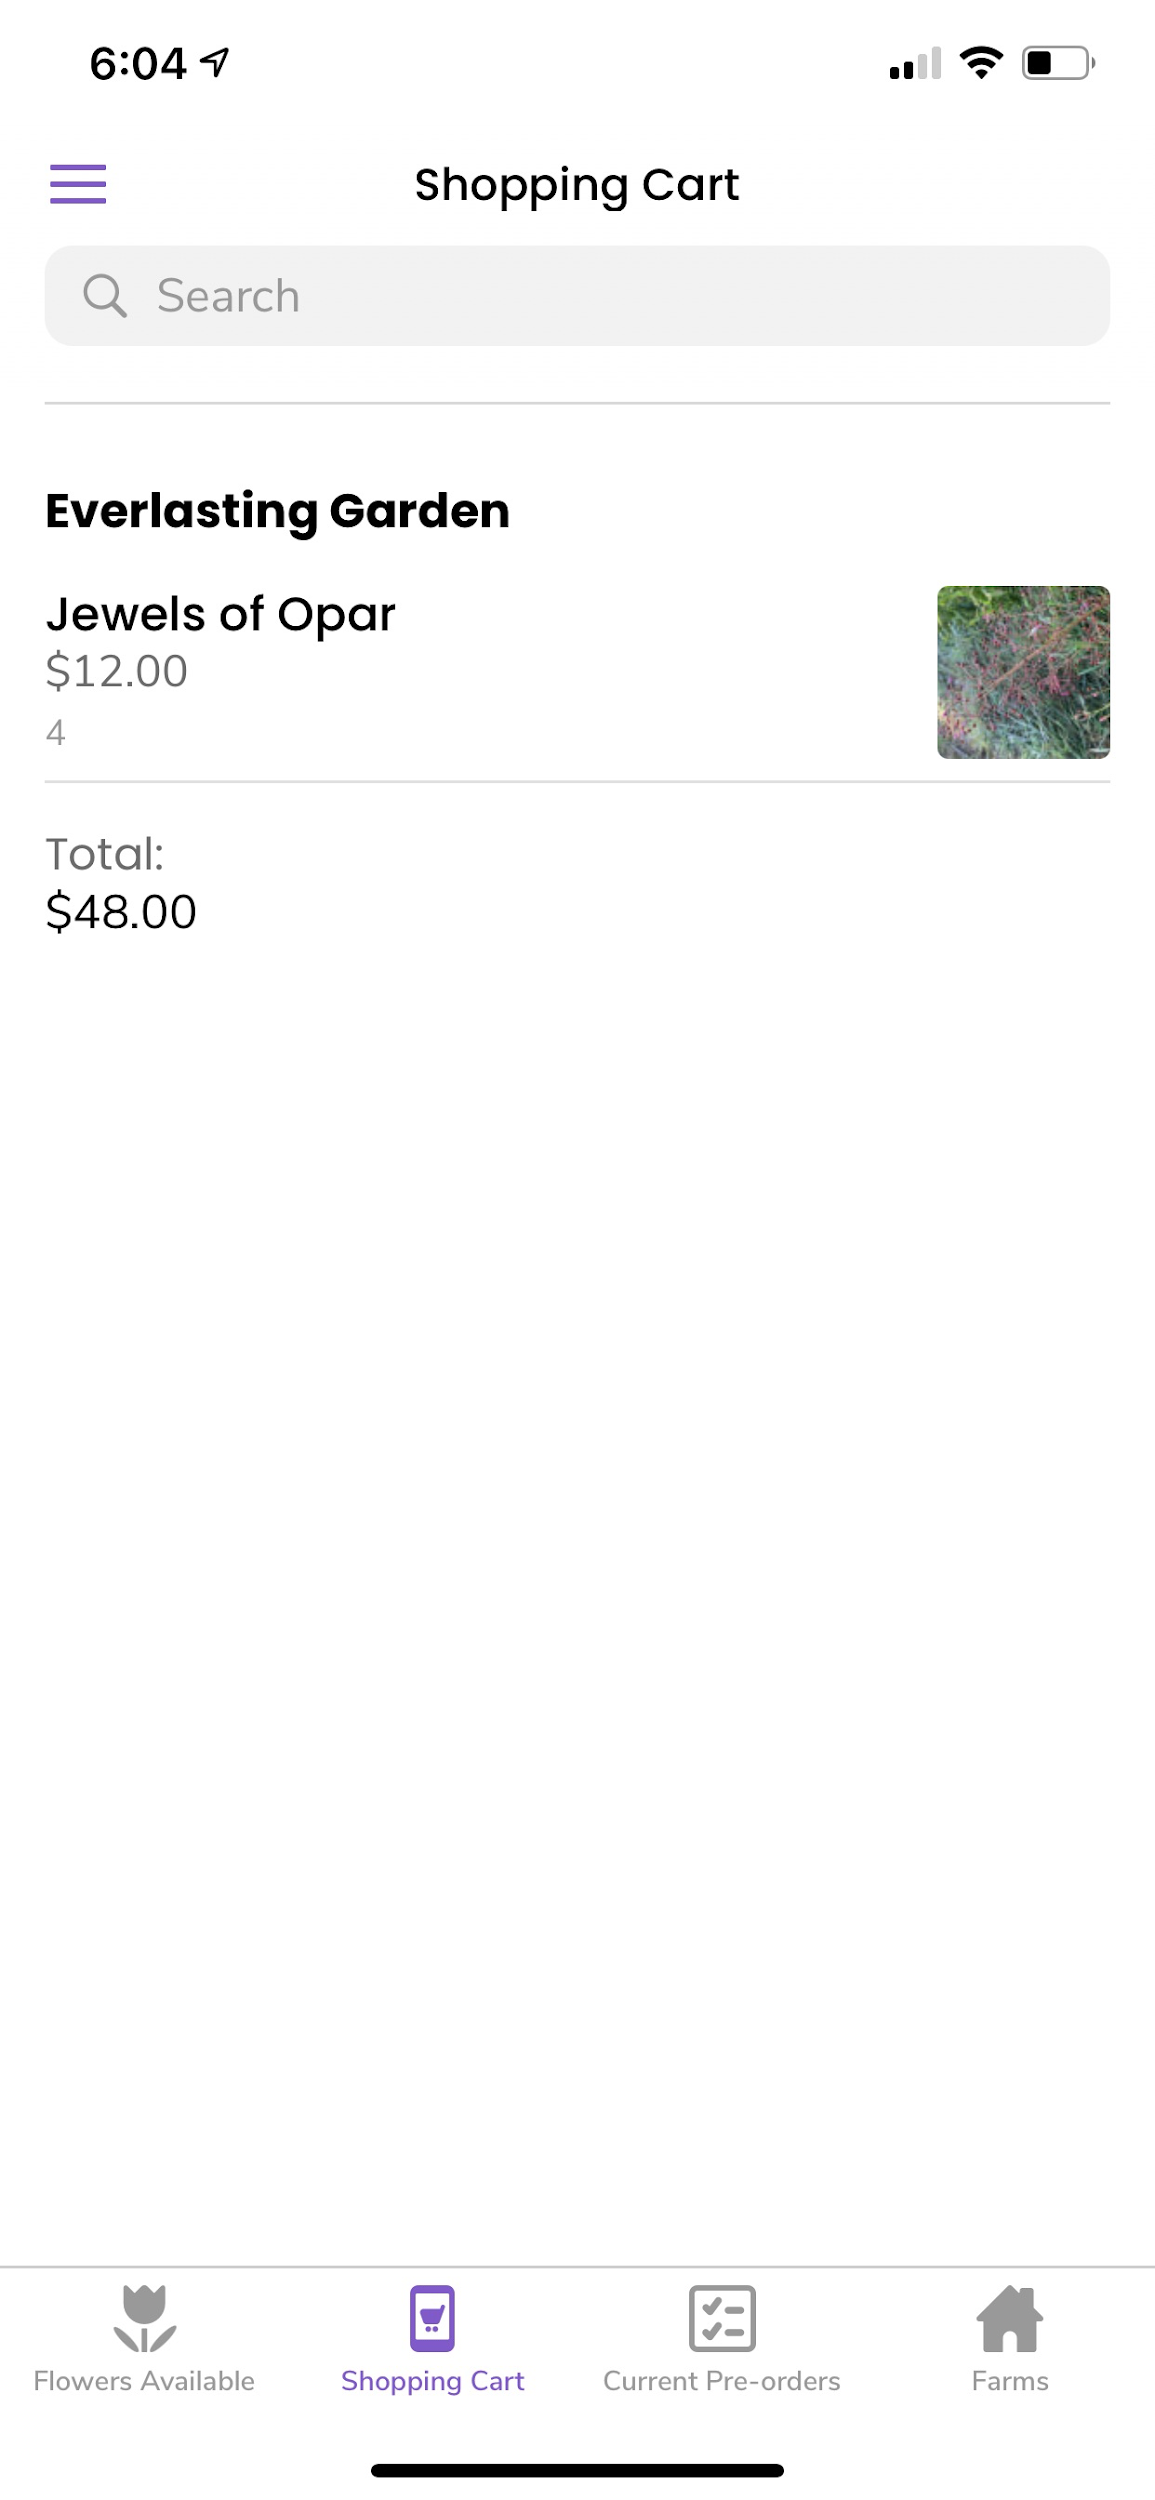 6:04
Shopping Cart
Search
Everlasting Garden
Jewels of Opar
$12.00
4
Total:
$48.00
Flowers Available
Shopping Cart
Current Pre-orders
Farms